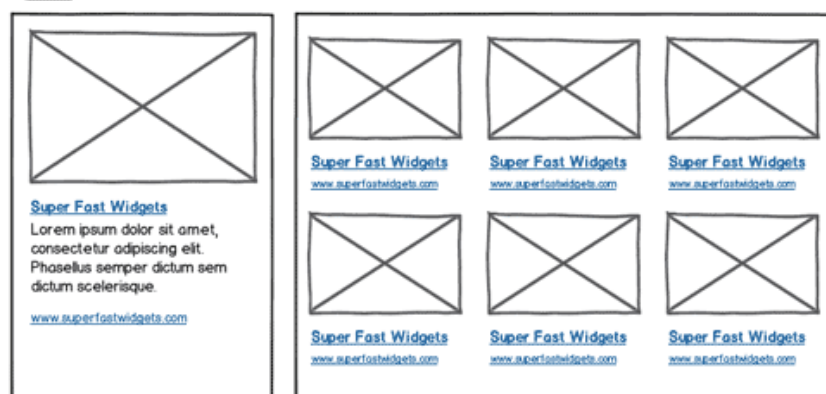 Super Fast Widgets
Lorem ipsum dolor sit amet,
consectetur adipiscing elit.
Phasellus semper dictum sem
dictum scelerisque.
www.superfastwidgets.com
Super Fast Widgets
www.superfastwidgets.com
Super Fast Widgets
www.superfastwidgets.com
Super Fast Widgets
www.superfastwidgets.com
Super Fast Widgets
www.superfastwidgets.com
Super Fast Widgets
www.superfastwidgets.com
Super Fast Widgets
www.superfastwidgets.com